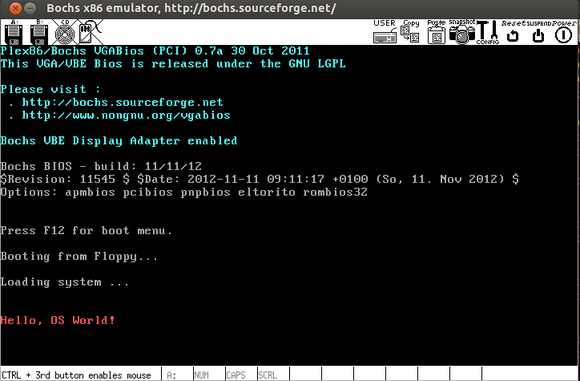 Bochs x86 emulator, http://bochs.sourceforge.net/
A: B: CD USER Copy Paste snapshot CONFIG Reset SUSPEND Power
Plex86/Bochs VGABios (PCI) 0.7a 30 Oct 2011
This VGA/VBE Bios is released under the GNU LGPL
Please visit :
. http://bochs.sourceforge.net
. http://www.nongnu.org/vgabios
Bochs VBE Display Adapter enabled
Bochs BIOS - build: 11/11/12
$Revision: 11545 $ $Date: 2012-11-11 09:11:17 +0100 (So, 11. Nov 2012) $
Options: apmbios pcibios pnpbios eltorito rombios32
Press F12 for boot menu.
Booting from Floppy...
Loading system ...
Hello, OS World!
CTRL + 3rd button enables mouse A: NUM CAPS SCRL